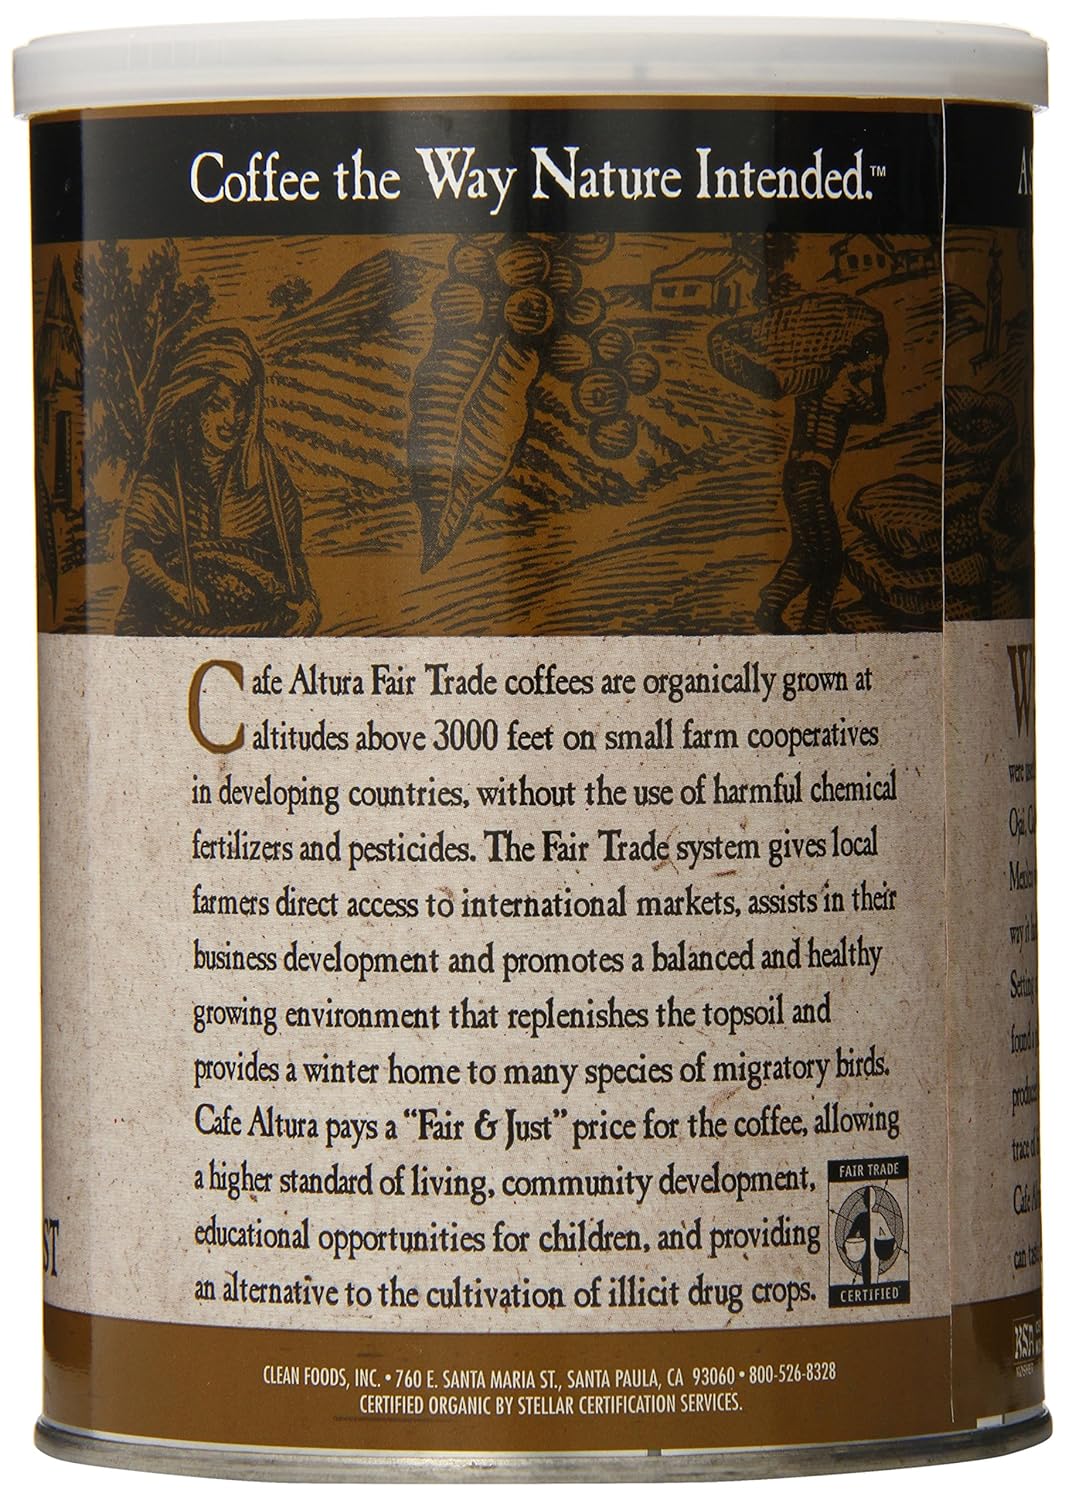 Coffee the Way Nature Intended.™
Cafe Altura Fair Trade coffees are organically grown at
altitudes above 3000 feet on small farm cooperatives
in developing countries, without the use of harmful chemical
fertilizers and pesticides. The Fair Trade system gives local
farmers direct access to international markets, assists in their
business development and promotes a balanced and healthy
growing environment that replenishes the topsoil and
provides a winter home to many species of migratory birds.
Cafe Altura pays a "Fair & Just" price for the coffee, allowing
a higher standard of living, community development,
educational opportunities for children, and providing
an alternative to the cultivation of illicit drug crops.
FAIR TRADE
CERTIFIED
CLEAN FOODS, INC. • 760 E. SANTA MARIA ST., SANTA PAULA, CA 93060 • 800-526-8328
CERTIFIED ORGANIC BY STELLAR CERTIFICATION SERVICES.
ST
were
Setting
KSA
KOSHER